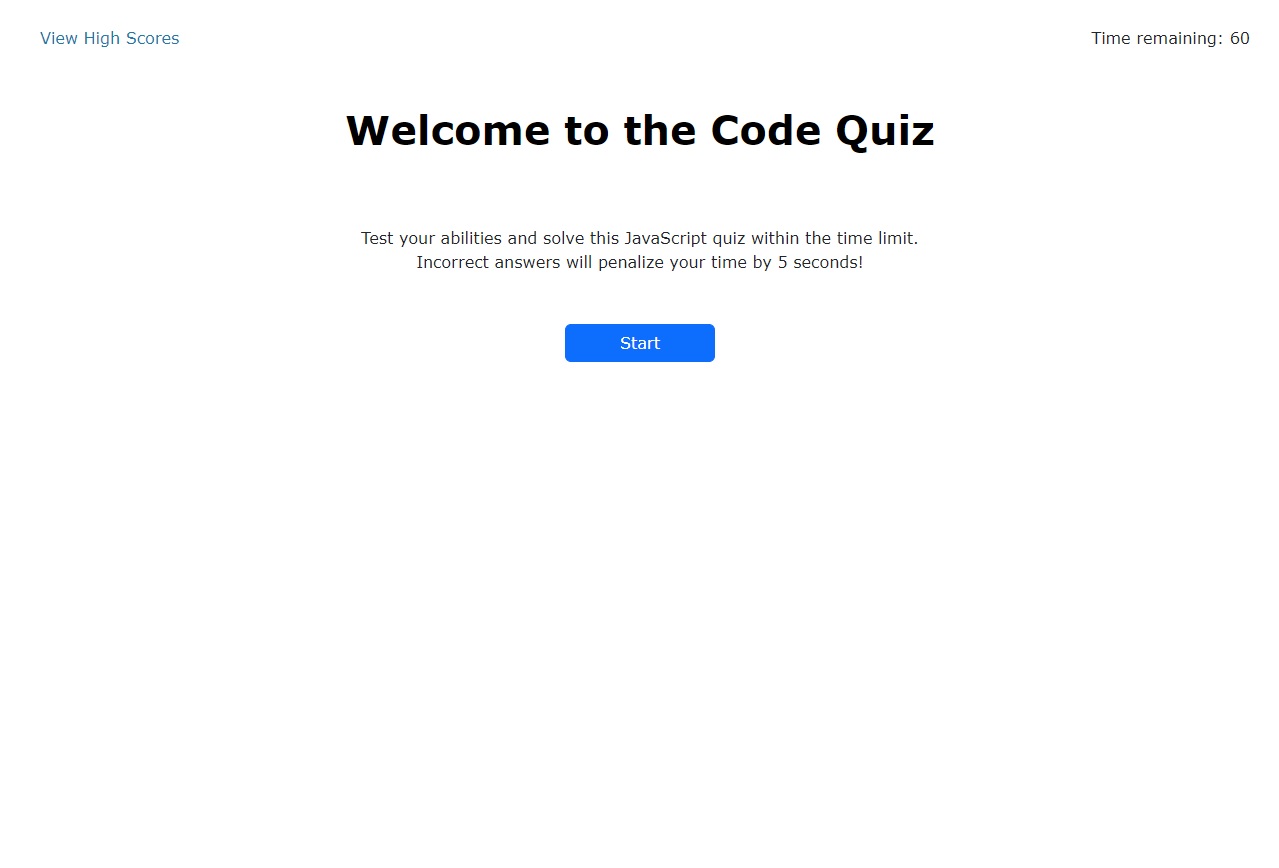 View High Scores
Time remaining: 60
Welcome to the Code Quiz
Test your abilities and solve this JavaScript quiz within the time limit.
Incorrect answers will penalize your time by 5 seconds!
Start